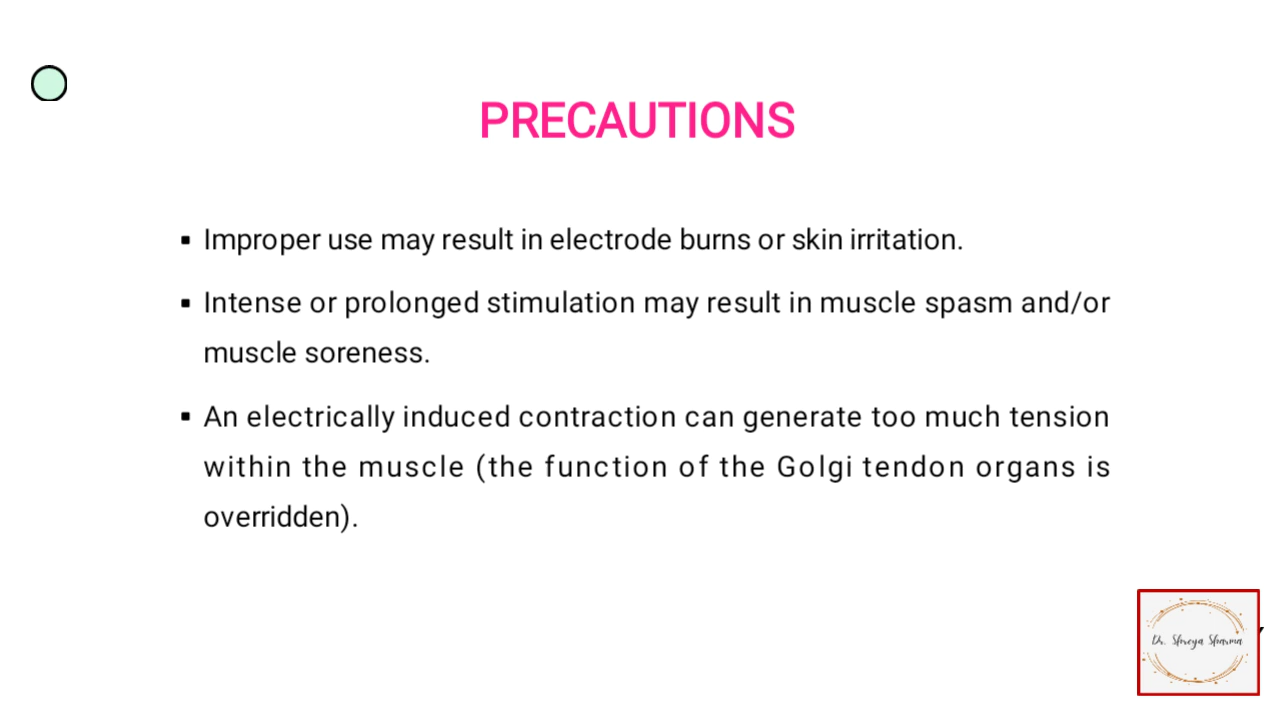 PRECAUTIONS
▪ Improper use may result in electrode burns or skin irritation.
▪ Intense or prolonged stimulation may result in muscle spasm and/or
muscle soreness.
▪ An electrically induced contraction can generate too much tension
within the muscle (the function of the Golgi tendon organs is
overridden).
Dr. Shreya Sharma